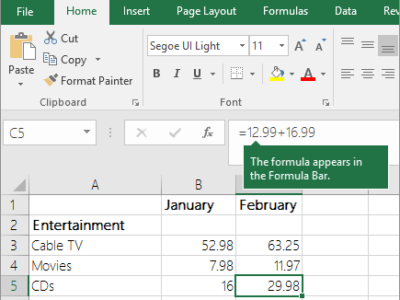 File Home Insert Page Layout Formulas Data Rev
Cut
Segoe UI Light 11 A A
Paste Copy
Format Painter
B I U A
Clipboard Font
C5 fx =12.99+16.99
The formula appears in
the Formula Bar.
A B C
1 January February
2 Entertainment
3 Cable TV 52.98 63.25
4 Movies 7.98 11.97
5 CDs 16 29.98